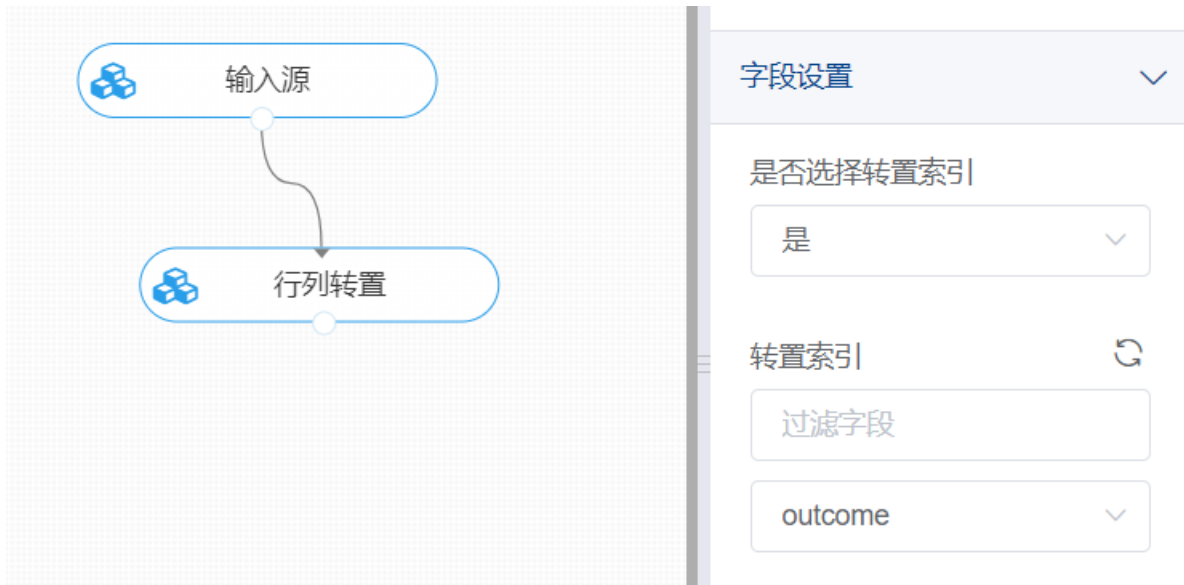 输入源
行列转置
字段设置
是否选择转置索引
是
转置索引
过滤字段
outcome